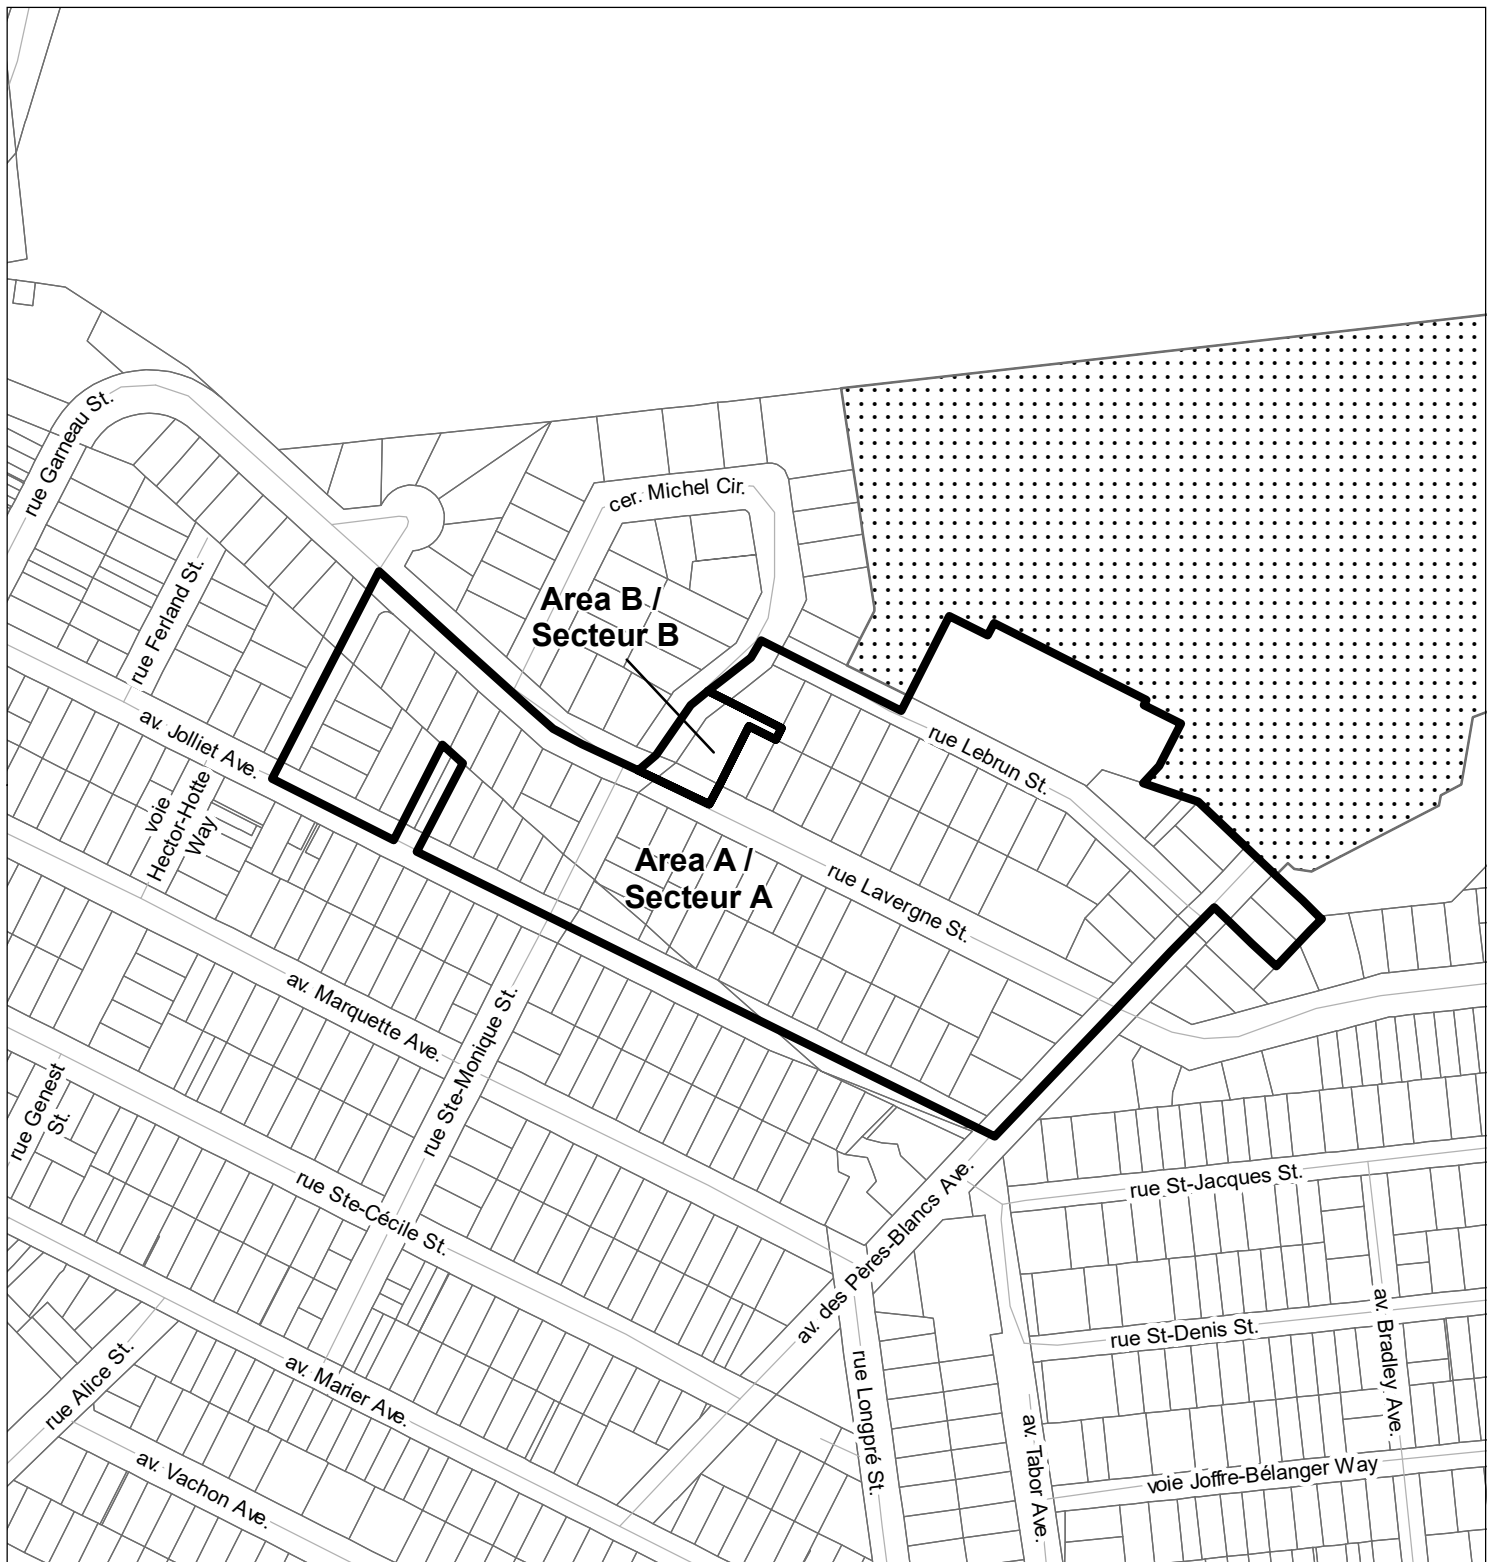 rue Garneau St.
cer. Michel Cir.
rue Ferland St.
Area B /
Secteur B
av. Jolliet Ave.
rue Lebrun St.
voie
Hector-Hotte
Way
Area A /
Secteur A
rue Lavergne St.
av. Marquette Ave.
rue Ste-Monique St.
rue Genest
St.
rue Ste-Cécile St.
av. des Pères-Blancs Ave.
rue St-Jacques St.
rue St-Denis St.
av. Bradley Ave.
rue Alice St.
av. Marier Ave.
rue Longpré St.
av. Tabor Ave.
voie Joffre-Bélanger Way
av. Vachon Ave.